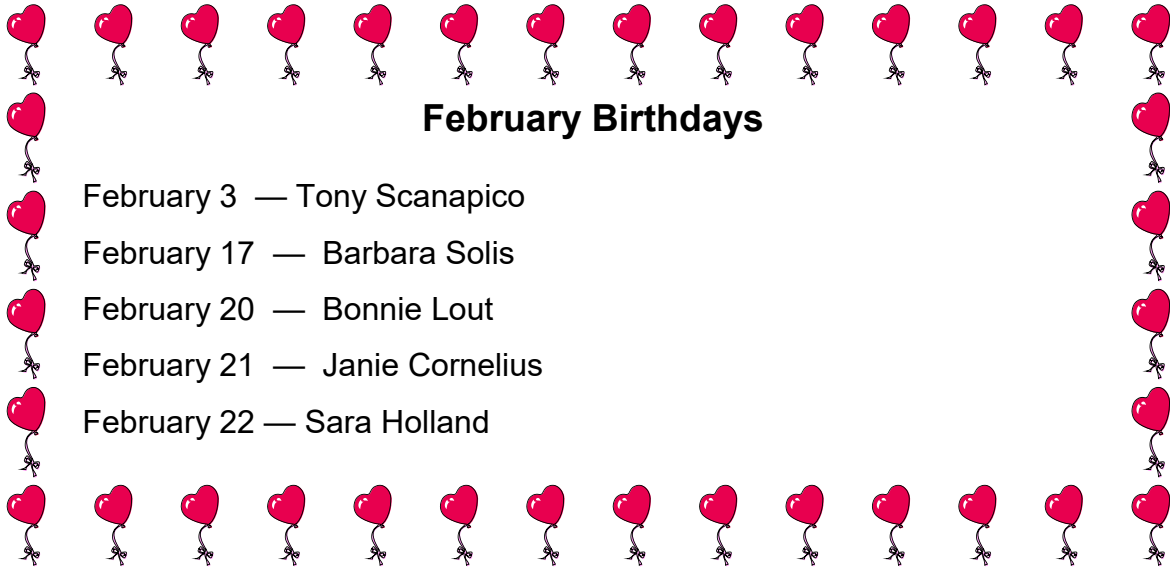 February Birthdays
February 3  — Tony Scanapico
February 17  —  Barbara Solis
February 20  —  Bonnie Lout
February 21  —  Janie Cornelius
February 22 — Sara Holland